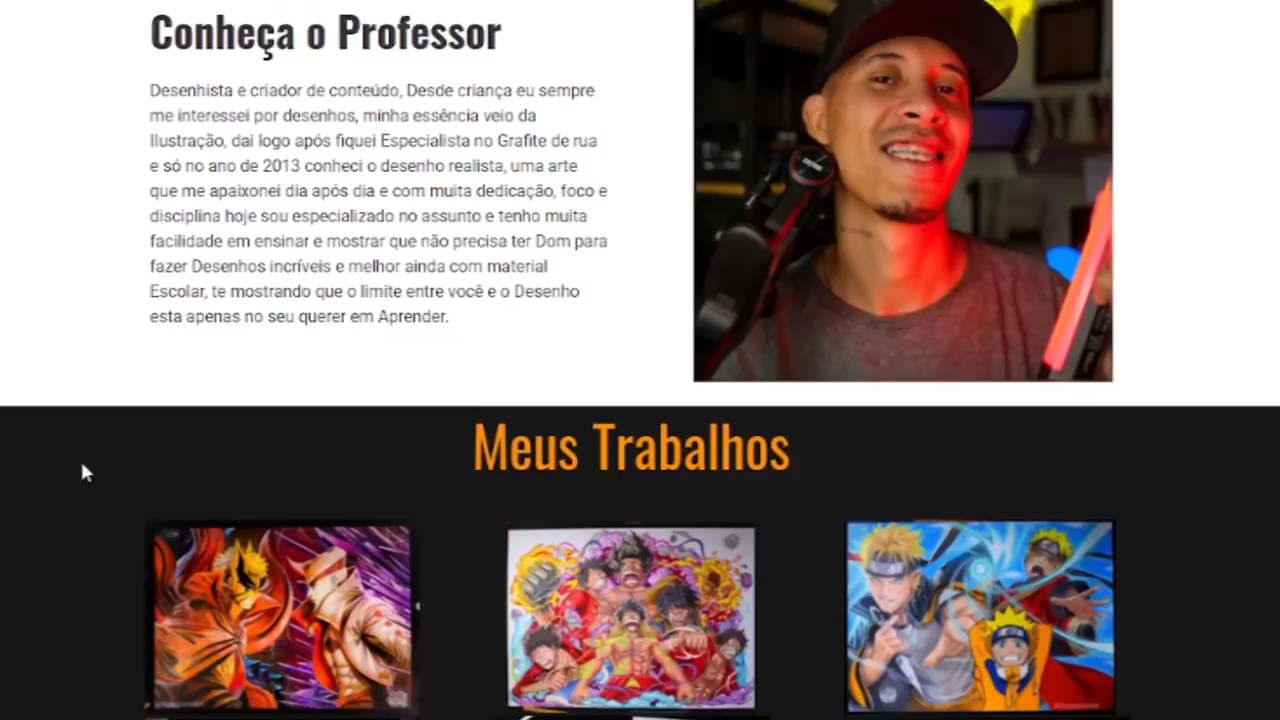 Conheça o Professor
Desenhista e criador de conteúdo, Desde criança eu sempre
me interessei por desenhos, minha essência veio da
Ilustração, dai logo após fiquei Especialista no Grafite de rua
e só no ano de 2013 conheci o desenho realista, uma arte
que me apaixonei dia após dia e com muita dedicação, foco e
disciplina hoje sou especializado no assunto e tenho muita
facilidade em ensinar e mostrar que não precisa ter Dom para
fazer Desenhos incríveis e melhor ainda com material
Escolar, te mostrando que o limite entre você e o Desenho
esta apenas no seu querer em Aprender.
Meus Trabalhos